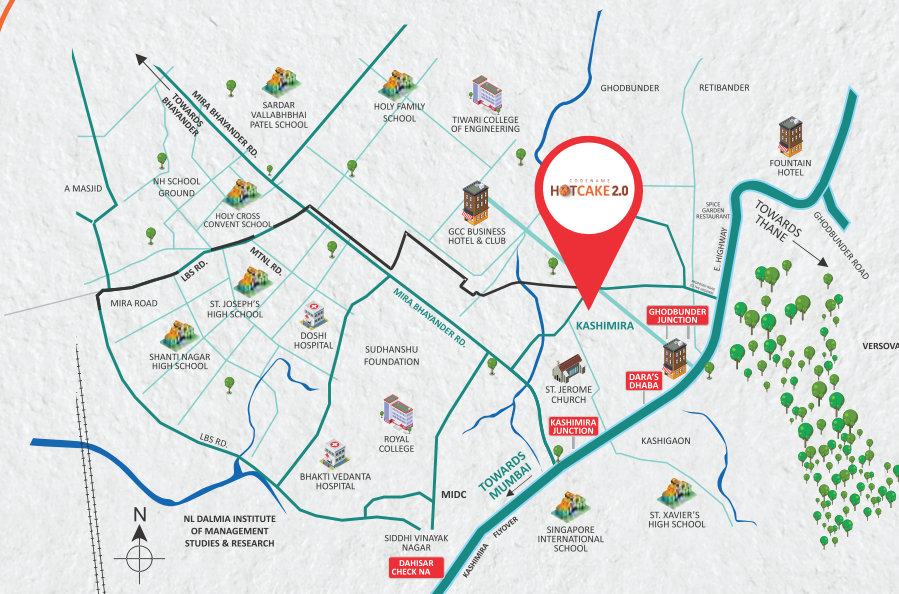 GHODBUNDER
RETIBANDER
SARDAR
VALLABHBHAI
PATEL SCHOOL
HOLY FAMILY
SCHOOL
TIWARI COLLEGE
OF ENGINEERING
MIRA BHAYANDER RD.
TOWARDS
BHAYANDER
FOUNTAIN
HOTEL
CODENAME
HOTCAKE 2.0
A MASJID
NH SCHOOL
GROUND
HOLY CROSS
CONVENT SCHOOL
GCC BUSINESS
HOTEL & CLUB
SPICE
GARDEN
RESTAURANT
TOWARDS
THANE
GHODBUNDER ROAD
E. HIGHWAY
LBS RD.
MTNL RD.
MIRA ROAD
ST. JOSEPH'S
HIGH SCHOOL
MIRA BHAYANDER RD.
DOSHI
HOSPITAL
KASHIMIRA
GHODBUNDER
JUNCTION
SHANTI NAGAR
HIGH SCHOOL
SUDHANSHU
FOUNDATION
VERSOVA
DARA'S
DHABA
ST. JEROME
CHURCH
KASHIMIRA
JUNCTION
ROYAL
COLLEGE
KASHIGAON
LBS RD.
BHAKTI VEDANTA
HOSPITAL
TOWARDS
MUMBAI
MIDC
N
NL DALMIA INSTITUTE
OF MANAGEMENT
STUDIES & RESEARCH
ST. XAVIER'S
HIGH SCHOOL
SINGAPORE
INTERNATIONAL
SCHOOL
SIDDHI VINAYAK
NAGAR
KASHIMIRA FLYOVER
DAHISAR
CHECK NA